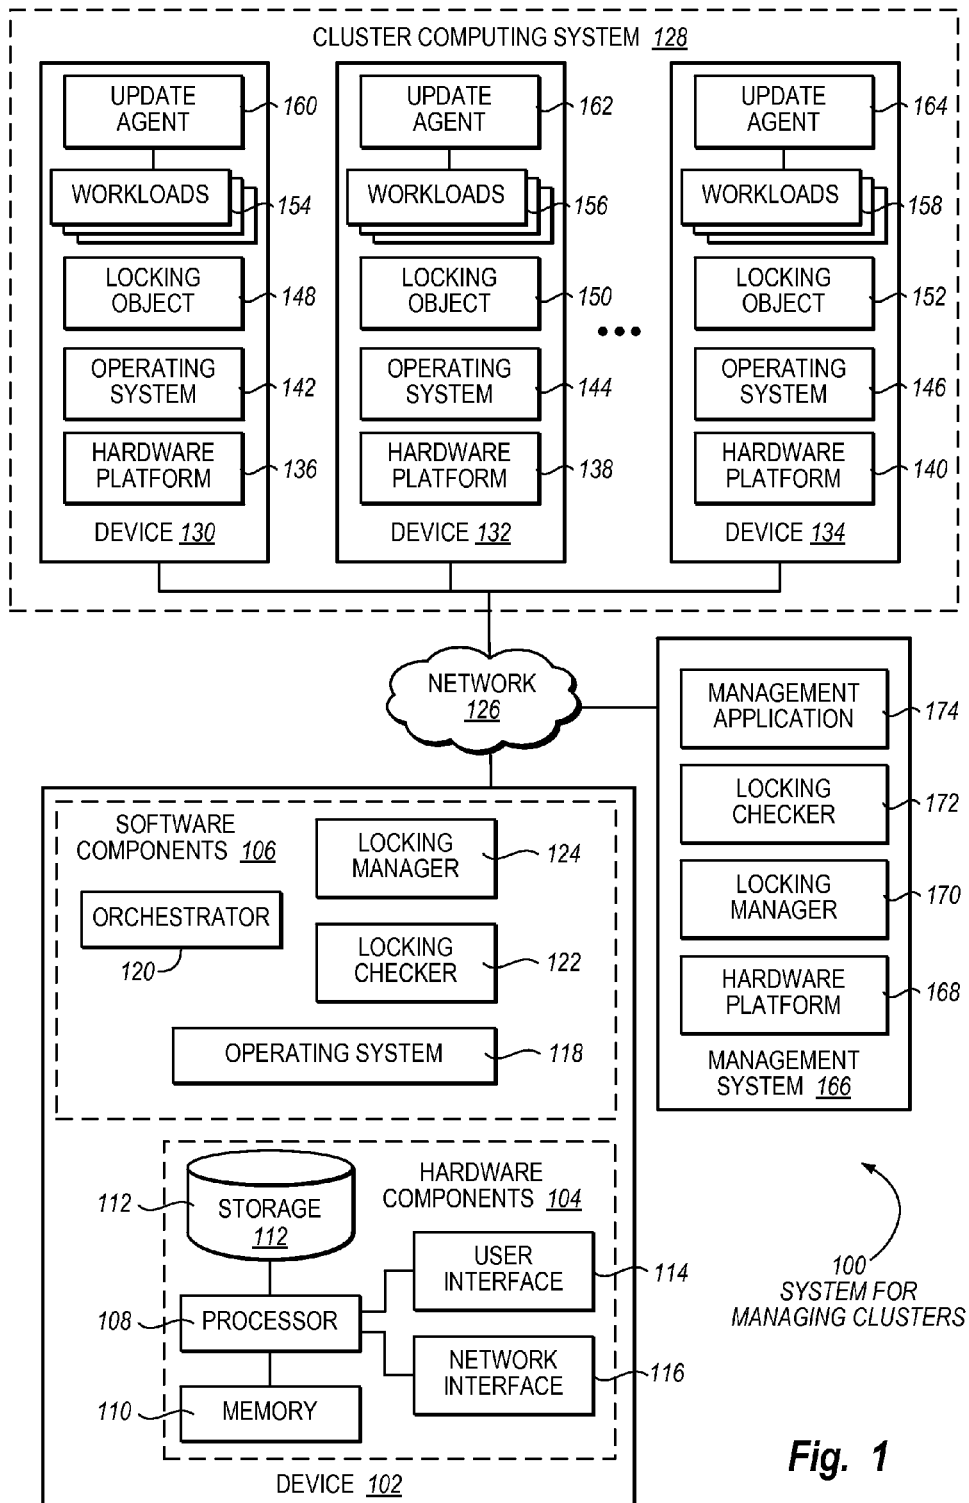 CLUSTER COMPUTING SYSTEM 128
UPDATE
AGENT
160
WORKLOADS
154
LOCKING
OBJECT
148
OPERATING
SYSTEM
142
HARDWARE
PLATFORM
136
DEVICE 130
UPDATE
AGENT
162
WORKLOADS
156
LOCKING
OBJECT
150
OPERATING
SYSTEM
144
HARDWARE
PLATFORM
138
DEVICE 132
UPDATE
AGENT
164
WORKLOADS
158
LOCKING
OBJECT
152
OPERATING
SYSTEM
146
HARDWARE
PLATFORM
140
DEVICE 134
NETWORK
126
MANAGEMENT
APPLICATION
174
LOCKING
CHECKER
172
LOCKING
MANAGER
170
HARDWARE
PLATFORM
168
MANAGEMENT
SYSTEM 166
SOFTWARE
COMPONENTS 106
LOCKING
MANAGER
124
ORCHESTRATOR
120
LOCKING
CHECKER
122
OPERATING SYSTEM
118
HARDWARE
COMPONENTS 104
112
STORAGE
112
USER
INTERFACE
114
108
PROCESSOR
NETWORK
INTERFACE
116
110
MEMORY
DEVICE 102
100
SYSTEM FOR
MANAGING CLUSTERS
Fig. 1